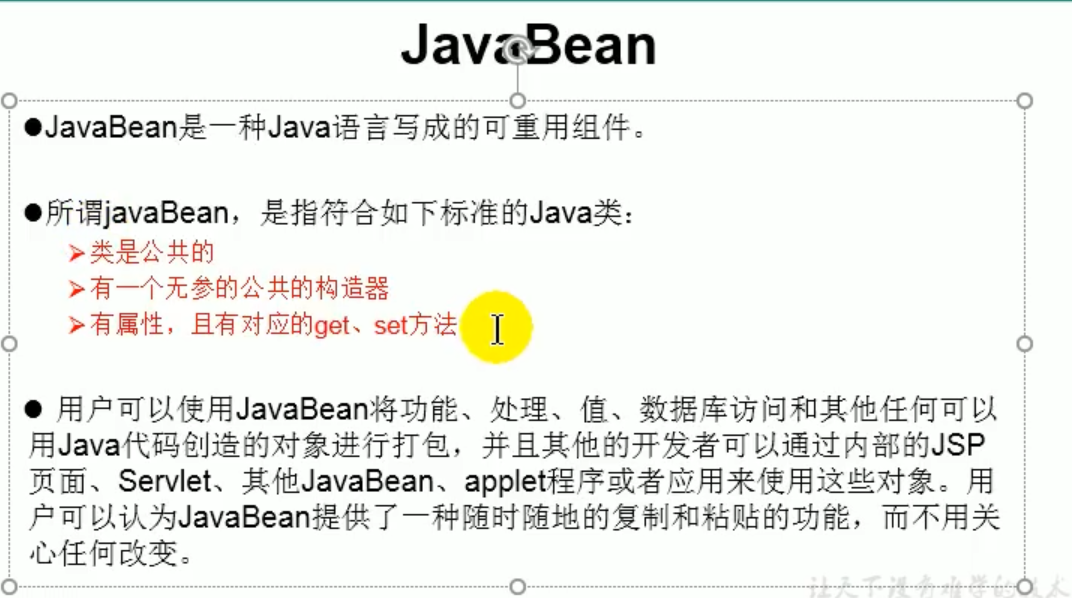 JavaBean
●JavaBean是一种Java语言写成的可重用组件。
●所谓javaBean，是指符合如下标准的Java类：
➢类是公共的
➢有一个无参的公共的构造器
➢有属性，且有对应的get、set方法
● 用户可以使用JavaBean将功能、处理、值、数据库访问和其他任何可以
用Java代码创造的对象进行打包，并且其他的开发者可以通过内部的JSP
页面、Servlet、其他JavaBean、applet程序或者应用来使用这些对象。用
户可以认为JavaBean提供了一种随时随地的复制和粘贴的功能，而不用关
心任何改变。
让天下没有难学的技术